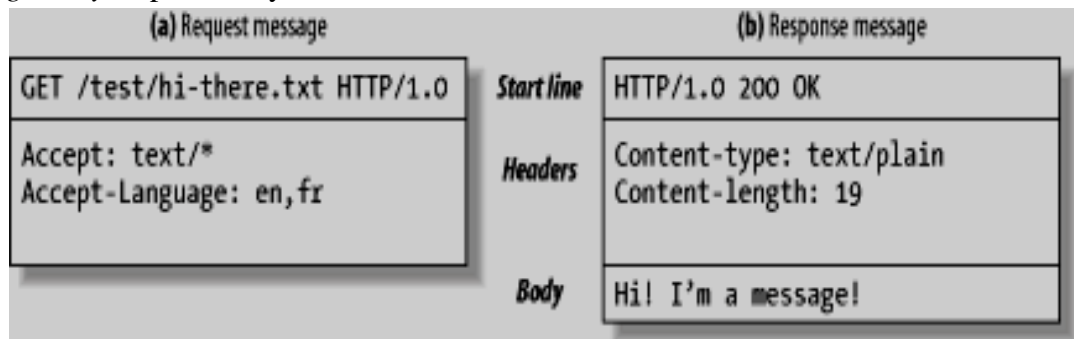 (a) Request message
GET /test/hi-there.txt HTTP/1.0
Accept: text/*
Accept-Language: en,fr
Start line
Headers
Body
(b) Response message
HTTP/1.0 200 OK
Content-type: text/plain
Content-length: 19
Hi! I'm a message!